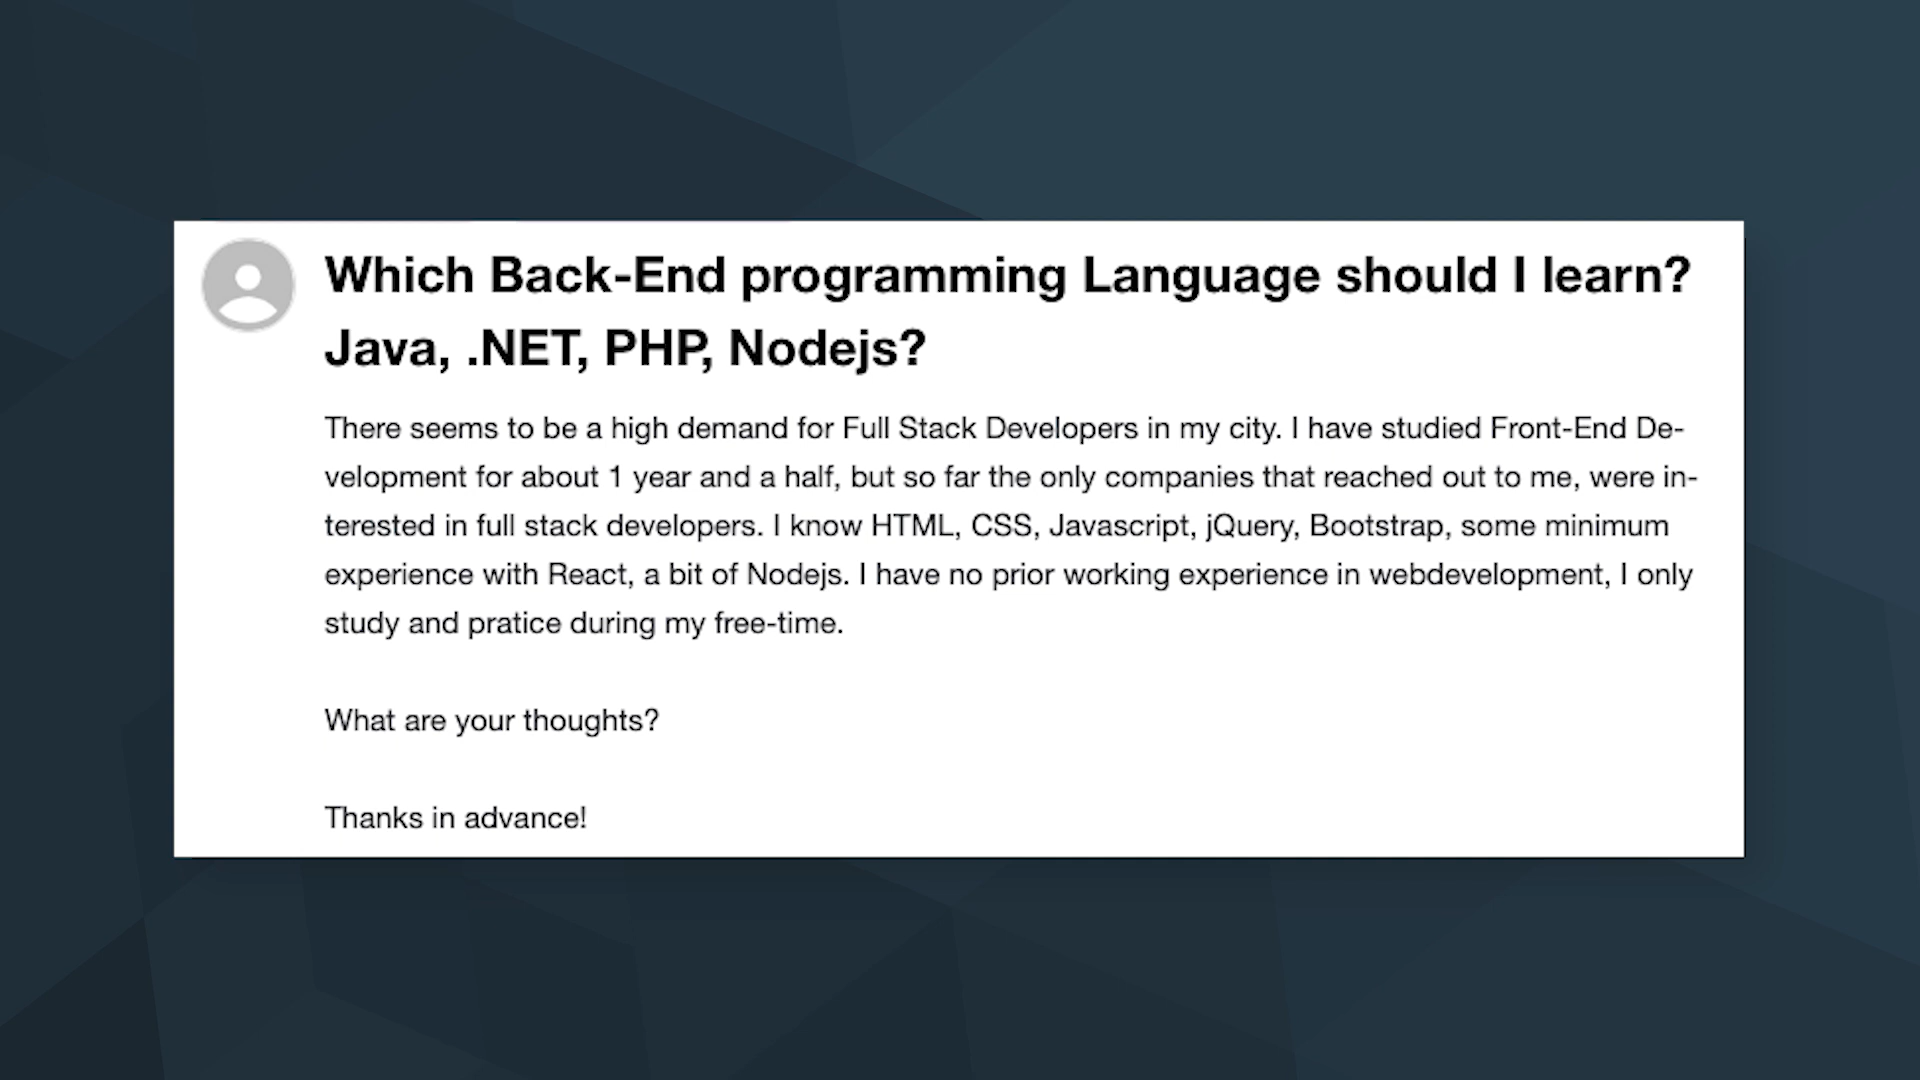 Which Back-End programming Language should I learn?
Java, .NET, PHP, Nodejs?
There seems to be a high demand for Full Stack Developers in my city. I have studied Front-End De-
velopment for about 1 year and a half, but so far the only companies that reached out to me, were in-
terested in full stack developers. I know HTML, CSS, Javascript, jQuery, Bootstrap, some minimum
experience with React, a bit of Nodejs. I have no prior working experience in webdevelopment, I only
study and pratice during my free-time.
What are your thoughts?
Thanks in advance!